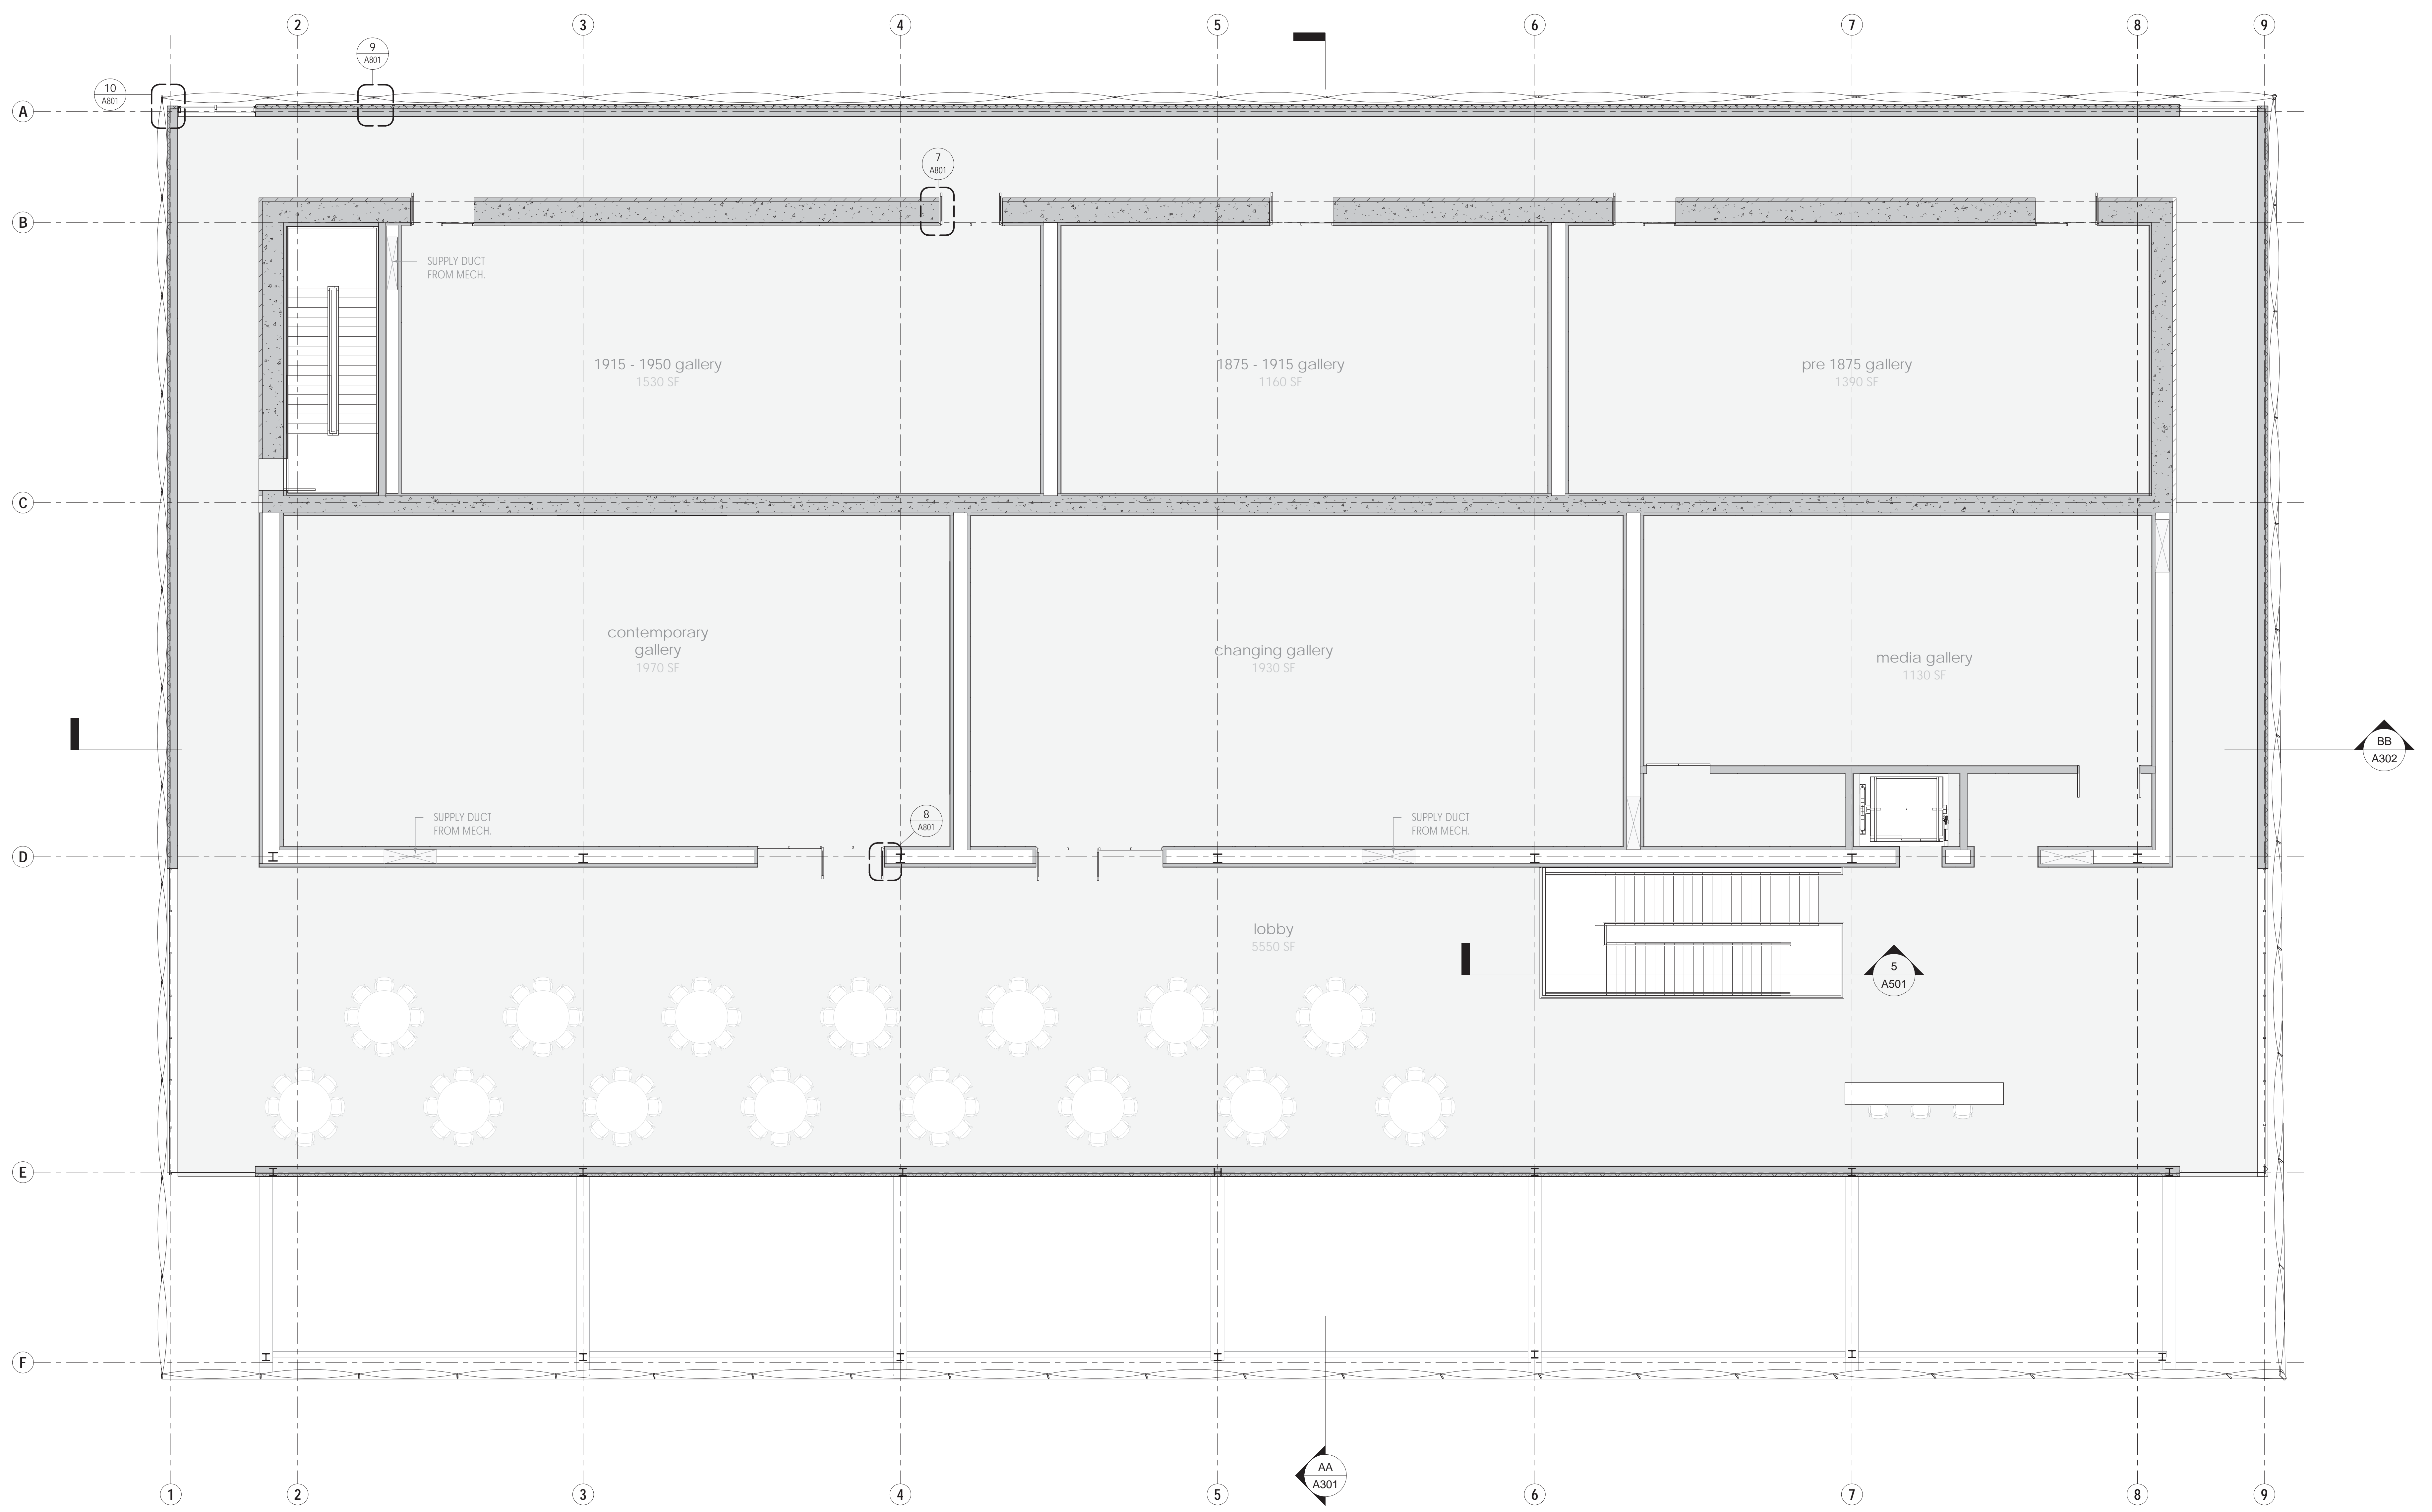 2
3
4
5
6
7
8
9
9
A801
10
A801
A
7
A801
B
SUPPLY DUCT
FROM MECH.
1915 - 1950 gallery
1530 SF
1875 - 1915 gallery
1160 SF
pre 1875 gallery
1390 SF
C
contemporary
gallery
1970 SF
changing gallery
1930 SF
media gallery
1130 SF
BB
A302
SUPPLY DUCT
FROM MECH.
8
A801
SUPPLY DUCT
FROM MECH.
D
lobby
5550 SF
5
A501
E
F
AA
A301
1
2
3
4
5
6
7
8
9